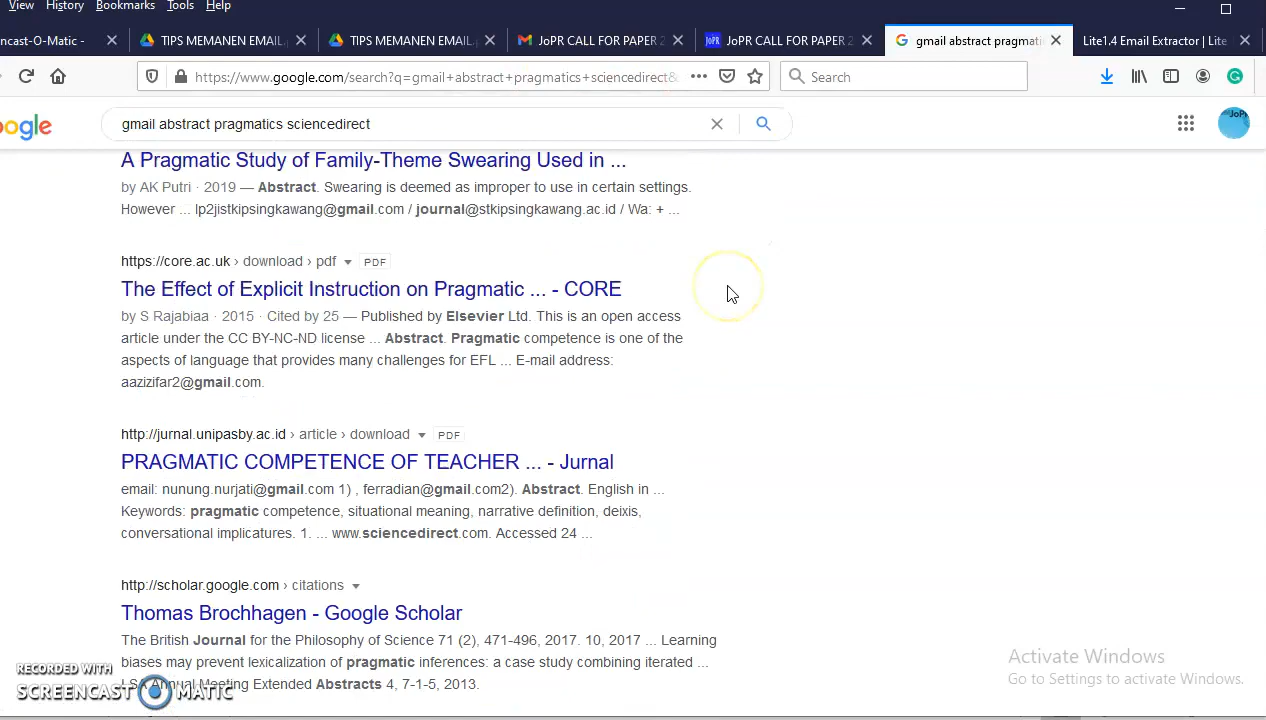 View History Bookmarks Tools Help
ncast-O-Matic - TIPS MEMANEN EMAIL. TIPS MEMANEN EMAIL. JoPR CALL FOR PAPER 2 JoPR CALL FOR PAPER 2 gmail abstract pragmati Lite1.4 Email Extractor | Lite
https://www.google.com/search?q=gmail+abstract+pragmatics+sciencedirect& Search
ogle gmail abstract pragmatics sciencedirect JoPR
A Pragmatic Study of Family-Theme Swearing Used in ...
by AK Putri · 2019 — Abstract. Swearing is deemed as improper to use in certain settings.
However ... lp2jistkipsingkawang@gmail.com / journal@stkipsingkawang.ac.id / Wa: + ...
https://core.ac.uk › download › pdf PDF
The Effect of Explicit Instruction on Pragmatic ... - CORE
by S Rajabiaa · 2015 · Cited by 25 — Published by Elsevier Ltd. This is an open access
article under the CC BY-NC-ND license ... Abstract. Pragmatic competence is one of the
aspects of language that provides many challenges for EFL ... E-mail address:
aazizifar2@gmail.com.
http://jurnal.unipasby.ac.id › article › download PDF
PRAGMATIC COMPETENCE OF TEACHER ... - Jurnal
email: nunung.nurjati@gmail.com 1) , ferradian@gmail.com2). Abstract. English in ...
Keywords: pragmatic competence, situational meaning, narrative definition, deixis,
conversational implicatures. 1. ... www.sciencedirect.com. Accessed 24 ...
http://scholar.google.com › citations
Thomas Brochhagen - Google Scholar
The British Journal for the Philosophy of Science 71 (2), 471-496, 2017. 10, 2017 ... Learning
biases may prevent lexicalization of pragmatic inferences: a case study combining iterated ...
LSA Annual Meeting Extended Abstracts 4, 7-1-5, 2013.
Activate Windows
Go to Settings to activate Windows.
RECORDED WITH
SCREENCAST MATIC